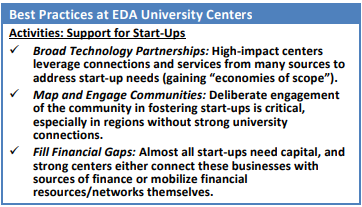 Best Practices at EDA University Centers
Activities: Support for Start-Ups
✓ Broad Technology Partnerships: High-impact centers
leverage connections and services from many sources to
address start-up needs (gaining “economies of scope”).
✓ Map and Engage Communities: Deliberate engagement
of the community in fostering start-ups is critical,
especially in regions without strong university
connections.
✓ Fill Financial Gaps: Almost all start-ups need capital, and
strong centers either connect these businesses with
sources of finance or mobilize financial
resources/networks themselves.